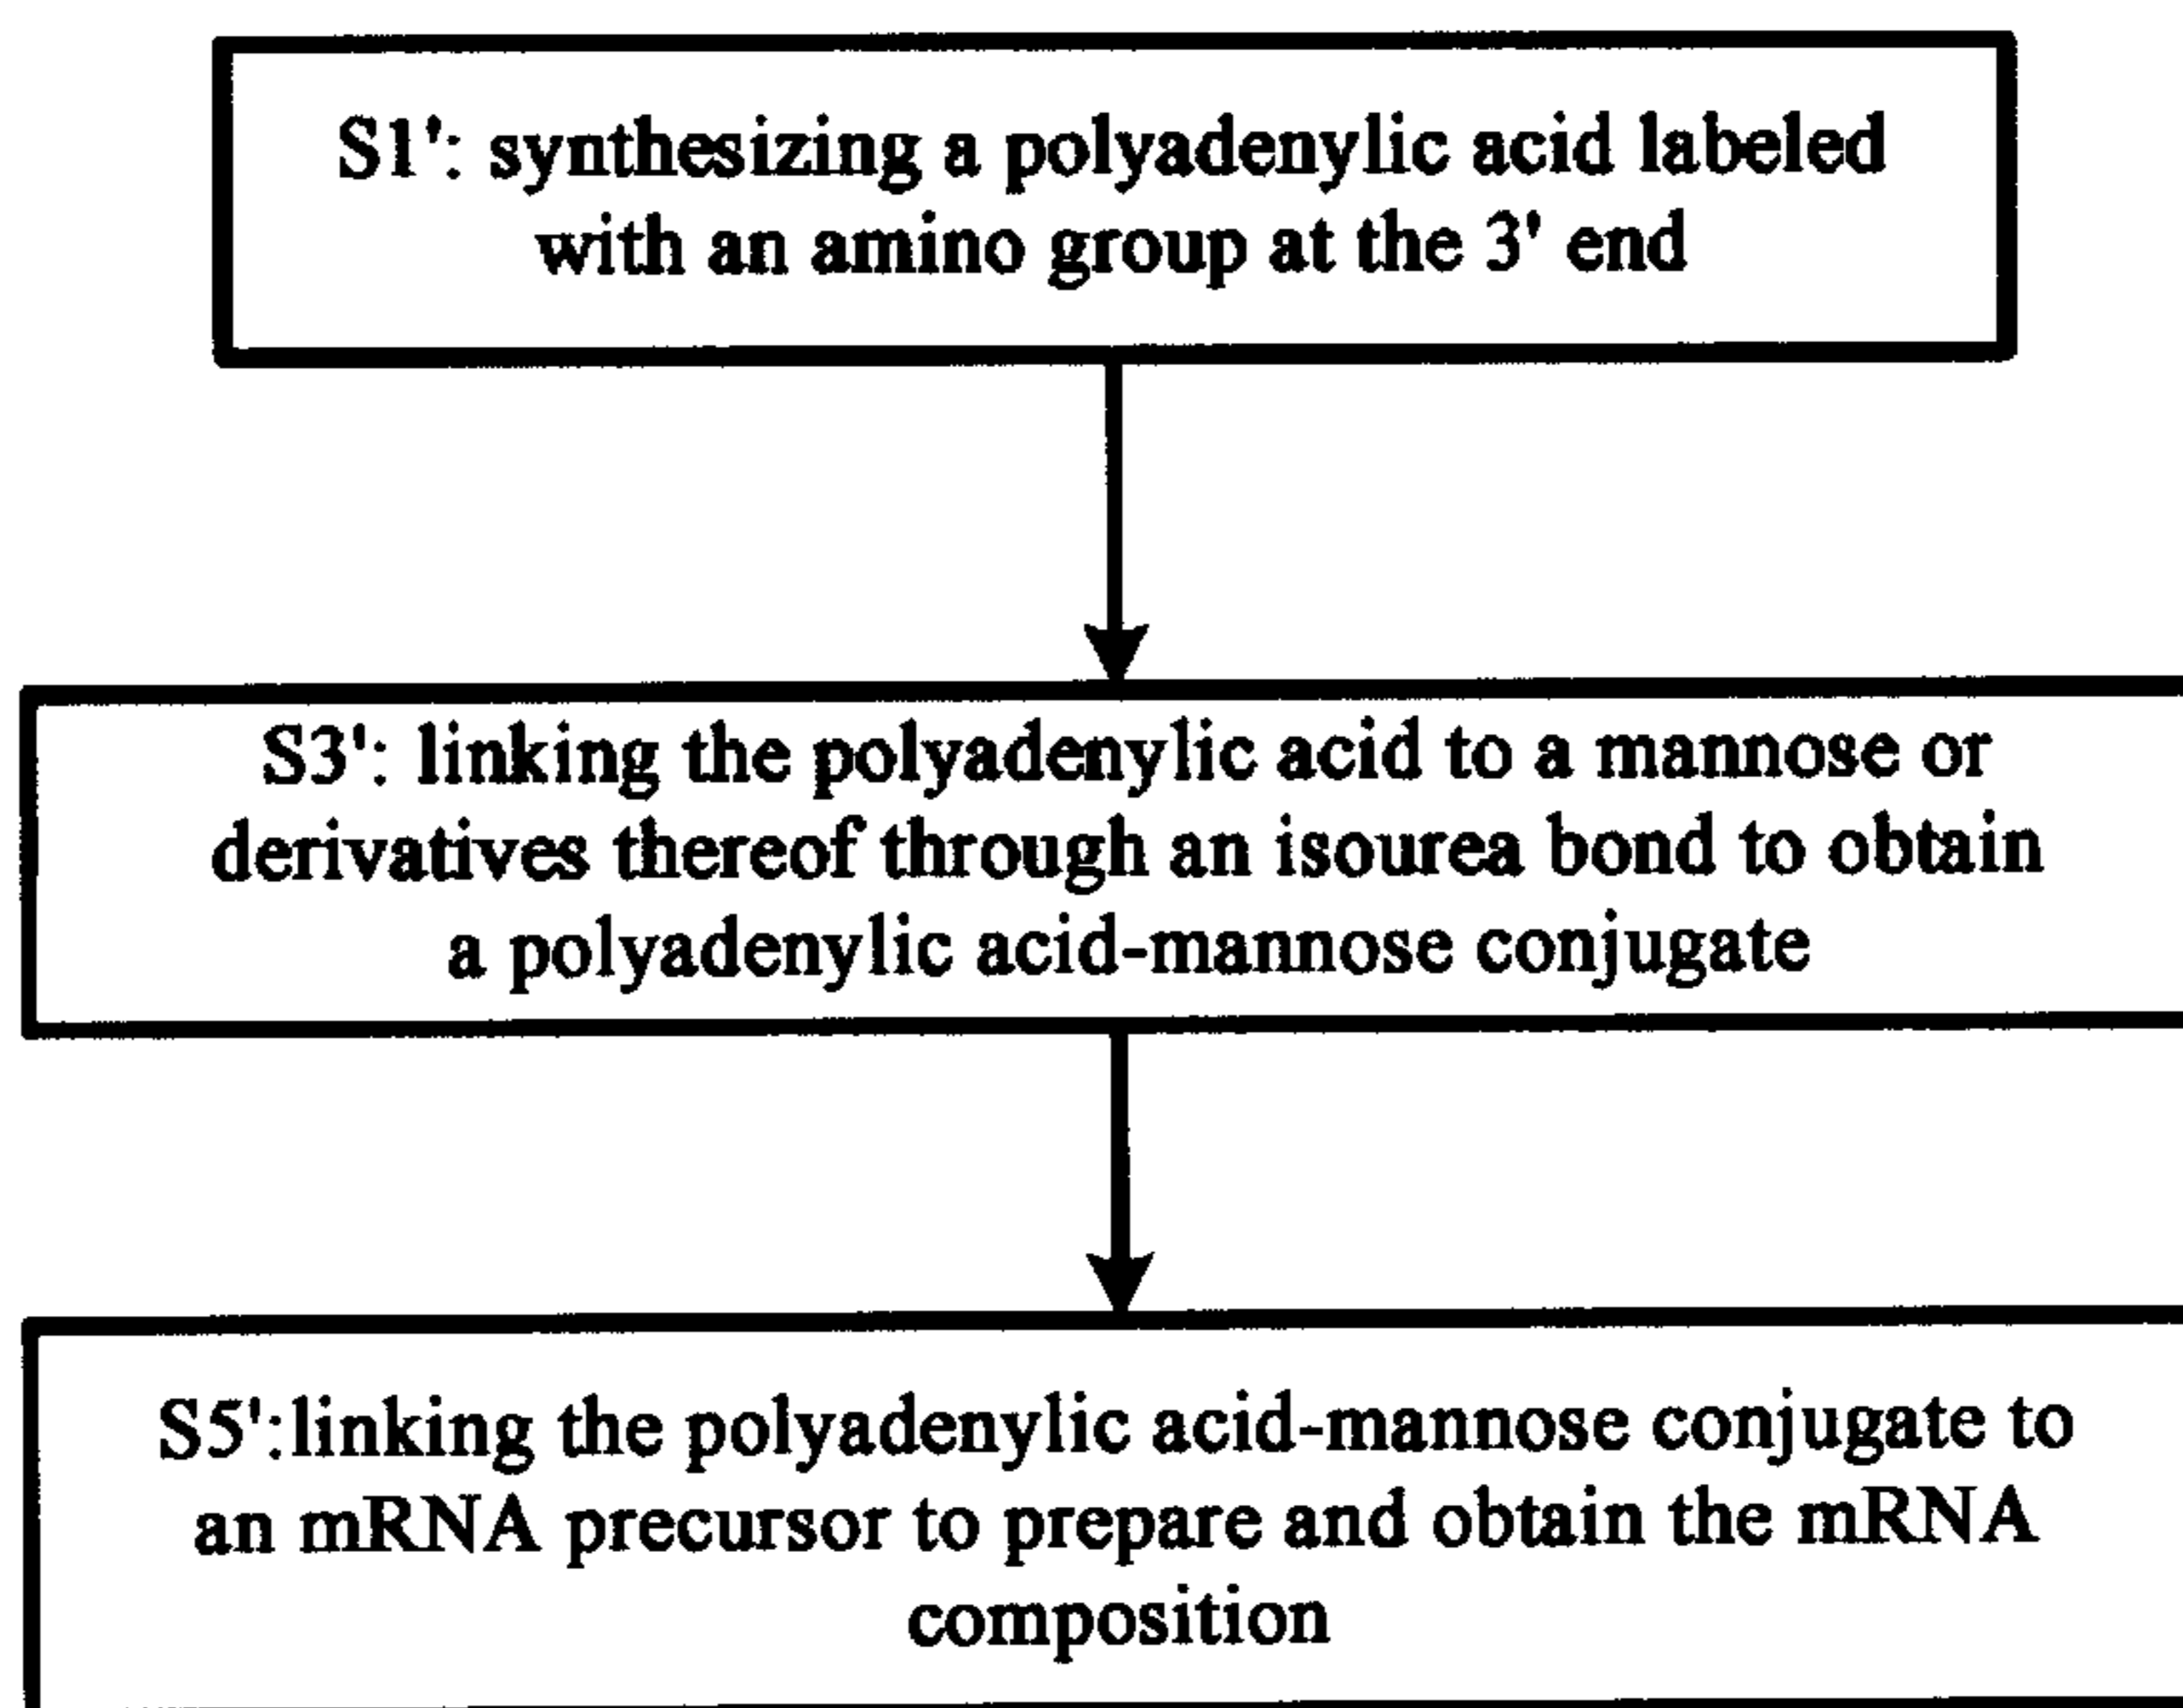 S1': synthesizing a polyadenylic acid labeled
with an amino group at the 3' end
S3': linking the polyadenylic acid to a mannose or
derivatives thereof through an isourea bond to obtain
a polyadenylic acid-mannose conjugate
S5':linking the polyadenylic acid-mannose conjugate to
an mRNA precursor to prepare and obtain the mRNA
composition